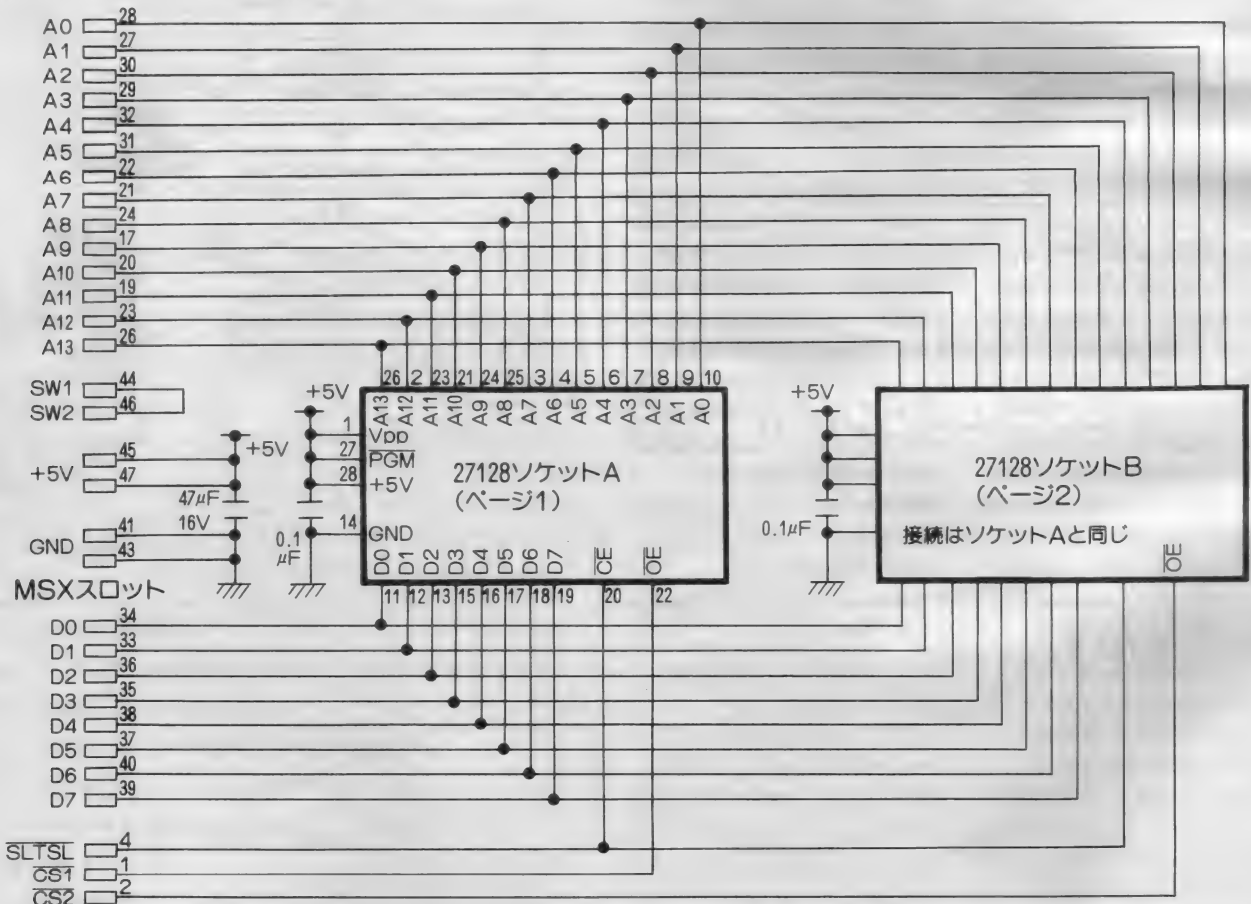 A0 28
A1 27
A2 30
A3 29
A4 32
A5 31
A6 22
A7 21
A8 24
A9 17
A10 20
A11 19
A12 23
A13 26
SW1 44
SW2 46
+5V 45
47
GND 41
43
MSXスロット
+5V
47μF
16V
+5V
0.1
μF
26 2 23 21 24 25 3 4 5 6 7 8 9 10
A13 A12 A11 A10 A9 A8 A7 A6 A5 A4 A3 A2 A1 A0
1 Vpp
27 PGM
28 +5V
14 GND
27128ソケットA
(ページ1)
D0 D1 D2 D3 D4 D5 D6 D7 CE OE
11 12 13 15 16 17 18 19 20 22
+5V
0.1μF
27128ソケットB
(ページ2)
接続はソケットAと同じ
OE
D0 34
D1 33
D2 36
D3 35
D4 38
D5 37
D6 40
D7 39
SLTSL 4
CS1 1
CS2 2